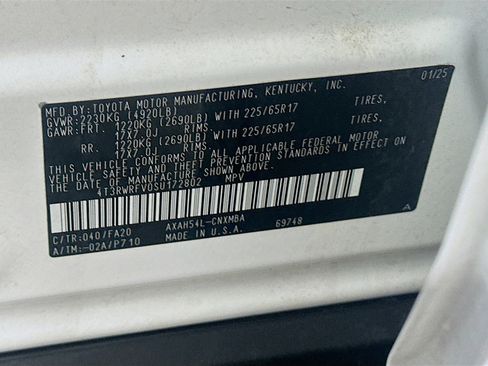 MFD.BY:TOYOTA MOTOR MANUFACTURING, KENTUCKY, INC. 01/25
GVWR:2230KG (4920LB)
GAWR:FRT. 1220KG (2690LB)WITH 225/65R17 TIRES,
17X7.0J RIMS.
RR. 1220KG (2690LB)WITH 225/65R17 TIRES,
17X7.0J RIMS.
THIS VEHICLE CONFORMS TO ALL APPLICABLE FEDERAL MOTOR
VEHICLE SAFETY AND THEFT PREVENTION STANDARDS IN EFFECT
ON THE DATE OF MANUFACTURE SHOWN ABOVE.
4T3RWRFV0SU172802 MPV
C/TR:040/FA20 AXAH54L-CNXMBA 69748
A/TM:-02A/P710 MADE IN U.S.A.